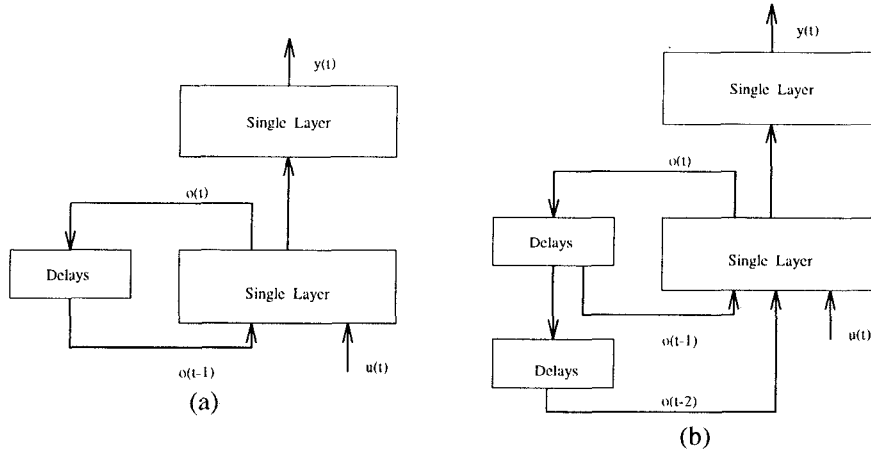 y(t)
Single Layer
o(t)
Delays
Single Layer
o(t-1)
u(t)
(a)
y(t)
Single Layer
o(t)
Delays
Single Layer
o(t-1)
u(t)
Delays
o(t-2)
(b)